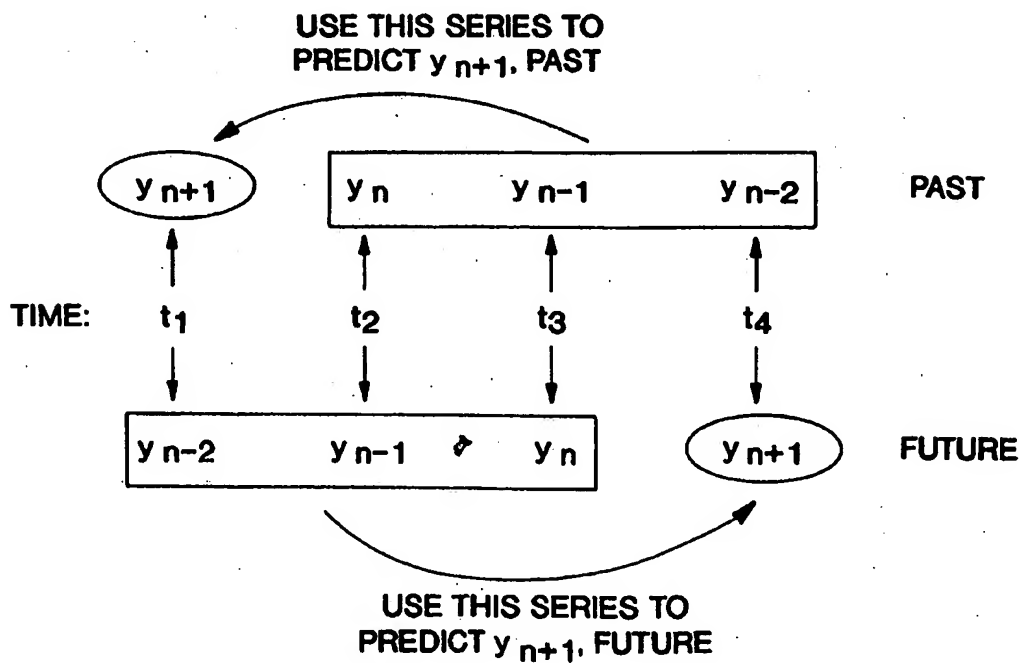 USE THIS SERIES TO
PREDICT y n+1, PAST
y n+1 y n y n-1 y n-2 PAST
TIME: t1 t2 t3 t4
y n-2 y n-1 y n y n+1 FUTURE
USE THIS SERIES TO
PREDICT y n+1, FUTURE